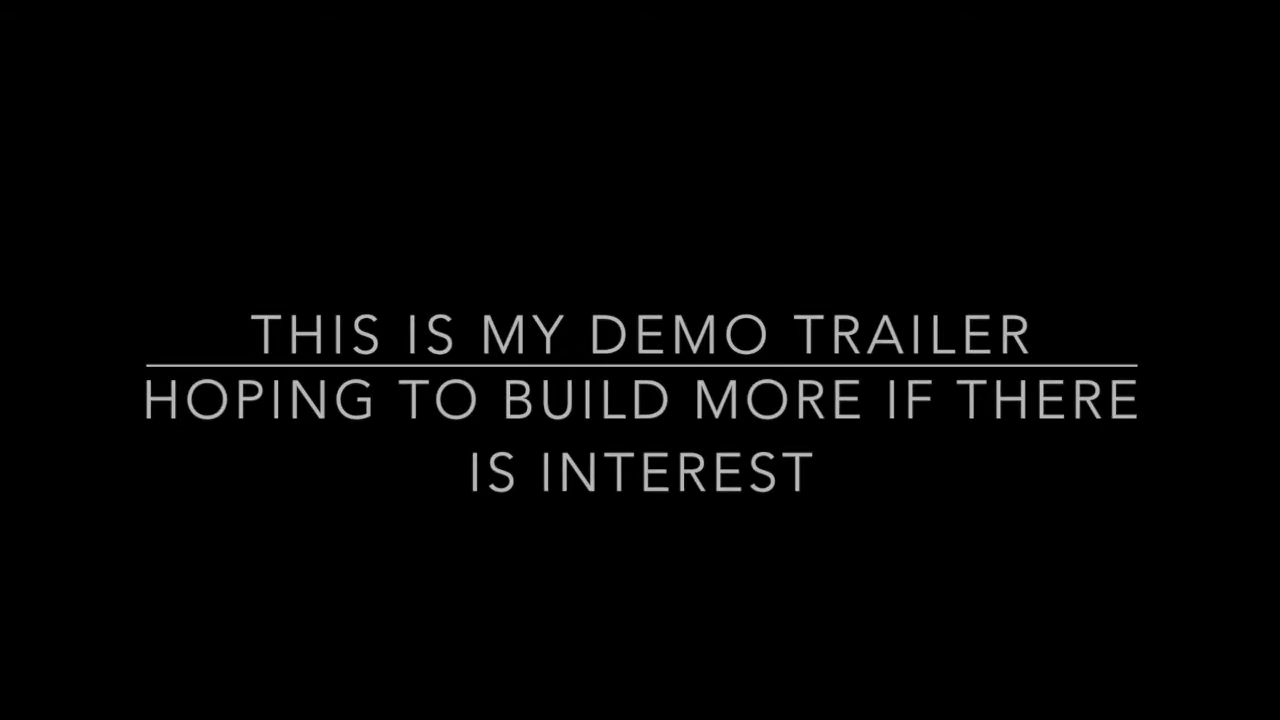 THIS IS MY DEMO TRAILER
HOPING TO BUILD MORE IF THERE
IS INTEREST